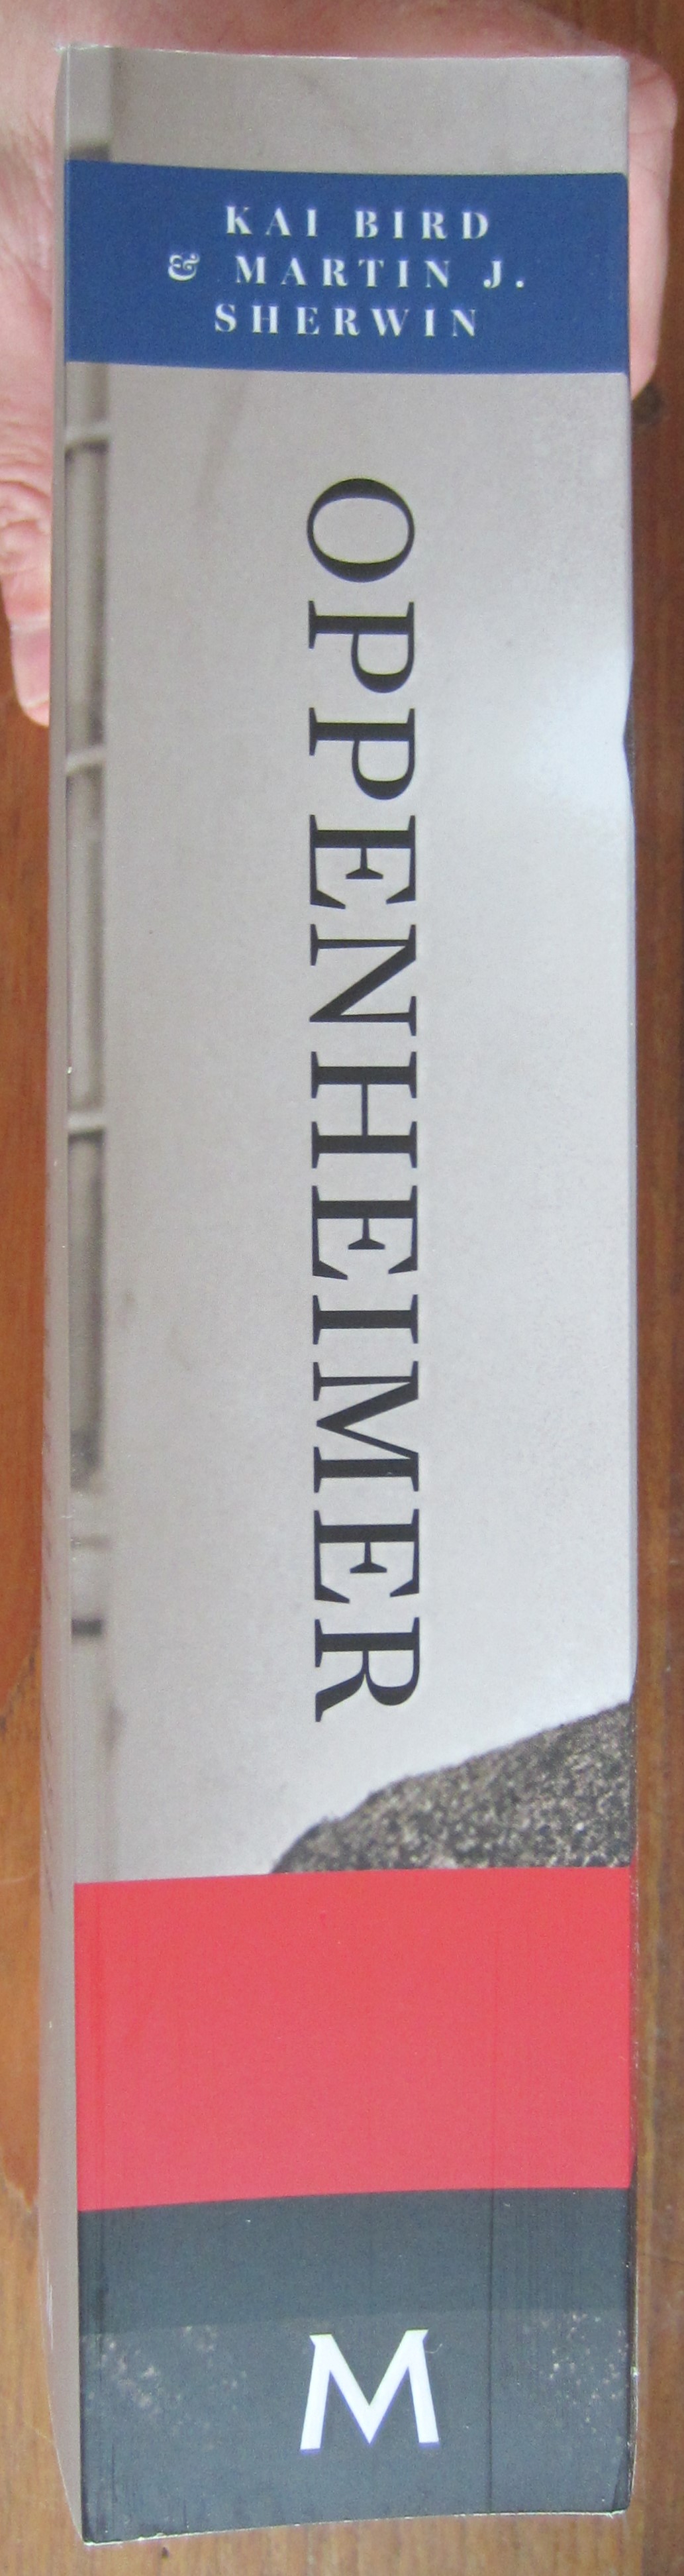 KAI BIRD
& MARTIN J.
SHERWIN
OPPENHEIMER
M